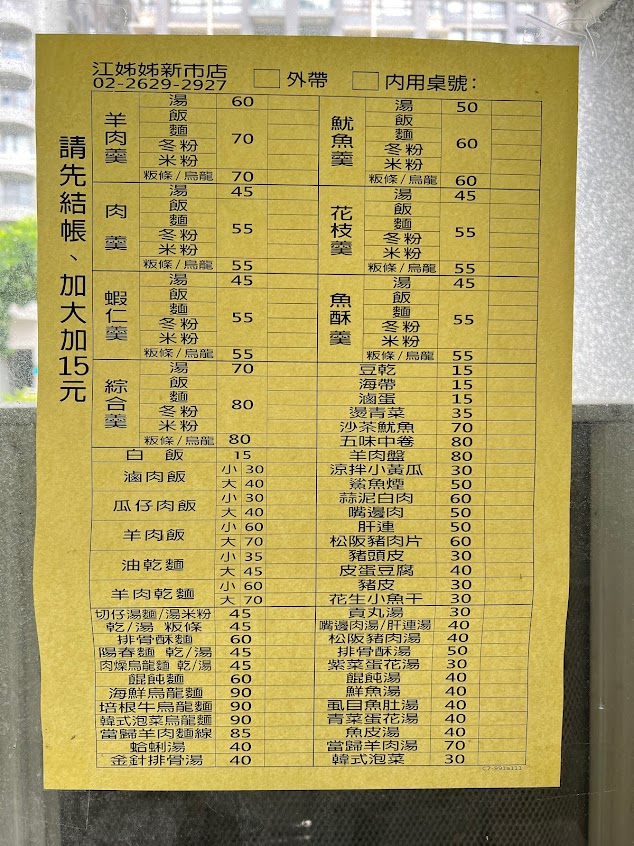 江姊姊新市店
02-2629-2927
外帶
內用桌號：
請先結帳、加大加15元
羊肉羹
湯 60
飯
麵
冬粉
米粉
70
粄條/烏龍 70
肉羹
湯 45
飯
麵
冬粉
米粉
55
粄條/烏龍 55
蝦仁羹
湯 45
飯
麵
冬粉
米粉
55
粄條/烏龍 55
綜合羹
湯 70
飯
麵
冬粉
米粉
80
粄條/烏龍 80
白飯 15
滷肉飯
小 30
大 40
瓜仔肉飯
小 30
大 40
羊肉飯
小 60
大 70
油乾麵
小 35
大 45
羊肉乾麵
小 60
大 70
切仔湯麵/湯米粉 45
乾/湯 粄條 45
排骨酥麵 60
陽春麵 乾/湯 45
肉燥烏龍麵 乾/湯 45
餛飩麵 60
海鮮烏龍麵 90
培根牛烏龍麵 90
韓式泡菜烏龍麵 90
當歸羊肉麵線 85
蛤蜊湯 40
金針排骨湯 40
魷魚羹
湯 50
飯
麵
冬粉
米粉
60
粄條/烏龍 60
花枝羹
湯 45
飯
麵
冬粉
米粉
55
粄條/烏龍 55
魚酥羹
湯 45
飯
麵
冬粉
米粉
55
粄條/烏龍 55
豆乾 15
海帶 15
滷蛋 15
燙青菜 35
沙茶魷魚 70
五味中卷 80
羊肉盤 80
涼拌小黃瓜 30
鯊魚煙 50
蒜泥白肉 60
嘴邊肉 50
肝連 50
松阪豬肉片 60
豬頭皮 30
皮蛋豆腐 40
豬皮 30
花生小魚干 30
貢丸湯 30
嘴邊肉湯/肝連湯 40
松阪豬肉湯 40
排骨酥湯 50
紫菜蛋花湯 30
餛飩湯 40
鮮魚湯 40
虱目魚肚湯 40
青菜蛋花湯 40
魚皮湯 40
當歸羊肉湯 70
韓式泡菜 30